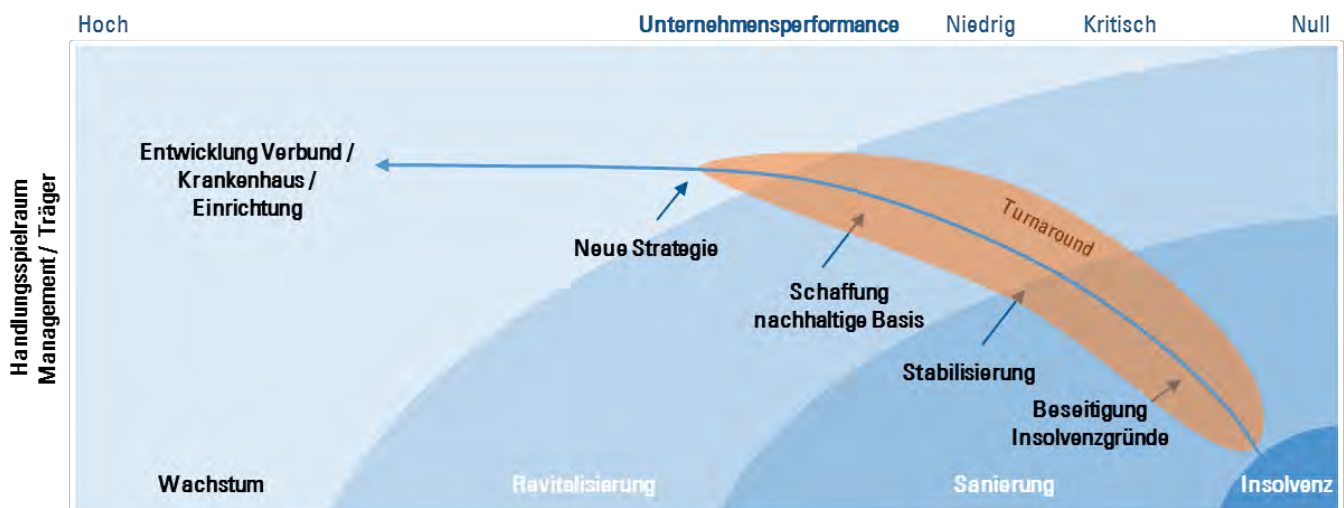 Hoch Unternehmensperformance Niedrig Kritisch Null
Handlungsspielraum
Management / Träger
Entwicklung Verbund /
Krankenhaus /
Einrichtung
Neue Strategie
Turnaround
Schaffung
nachhaltige Basis
Stabilisierung
Beseitigung
Insolvenzgründe
Wachstum Revitalisierung Sanierung Insolvenz